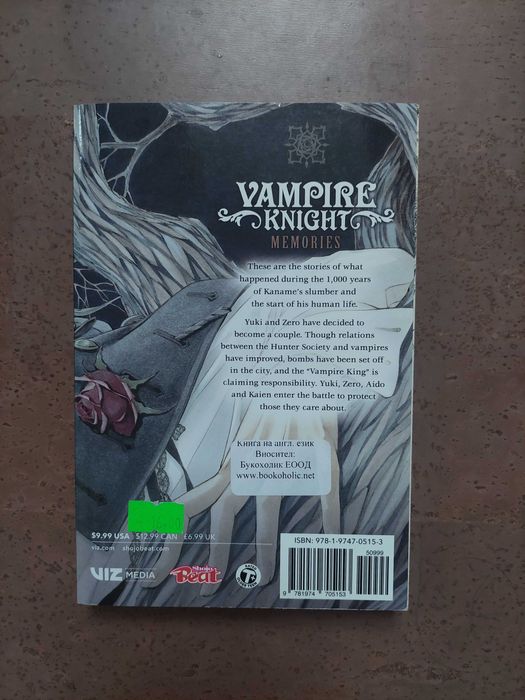 VAMPIRE
KNIGHT
MEMORIES
These are the stories of what
happened during the 1,000 years
of Kaname's slumber and
the start of his human life.
Yuki and Zero have decided to
become a couple. Though relations
between the Hunter Society and vampires
have improved, bombs have been set off
in the city, and the "Vampire King" is
claiming responsibility. Yuki, Zero, Aido
and Kaien enter the battle to protect
those they care about.
Книга на англ. език
Вносител:
Букохолик ЕООД
www.bookoholic.net
$9.99 USA $12.99 CAN £6.99 UK
viz.com shojobeat.com
VIZ MEDIA
Shojo
Beat
T
ISBN: 978-1-9747-0515-3
50999
9 781974 705153